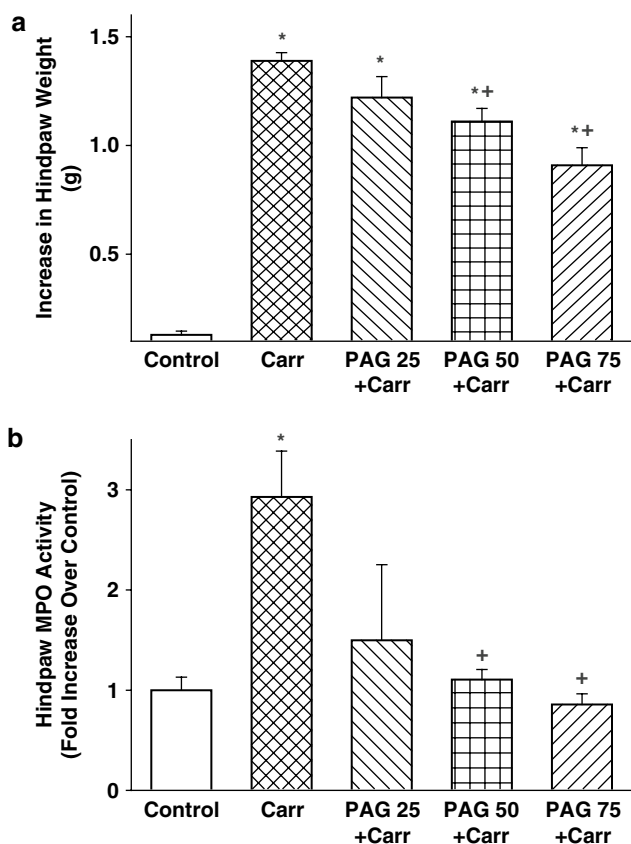 a
Increase in Hindpaw Weight
(g)
1.5
1.0
0.5
*
*
*+
*+
Control
Carr
PAG 25
+Carr
PAG 50
+Carr
PAG 75
+Carr
b
Hindpaw MPO Activity
(Fold Increase Over Control)
3
2
1
0
*
+
+
Control
Carr
PAG 25
+Carr
PAG 50
+Carr
PAG 75
+Carr